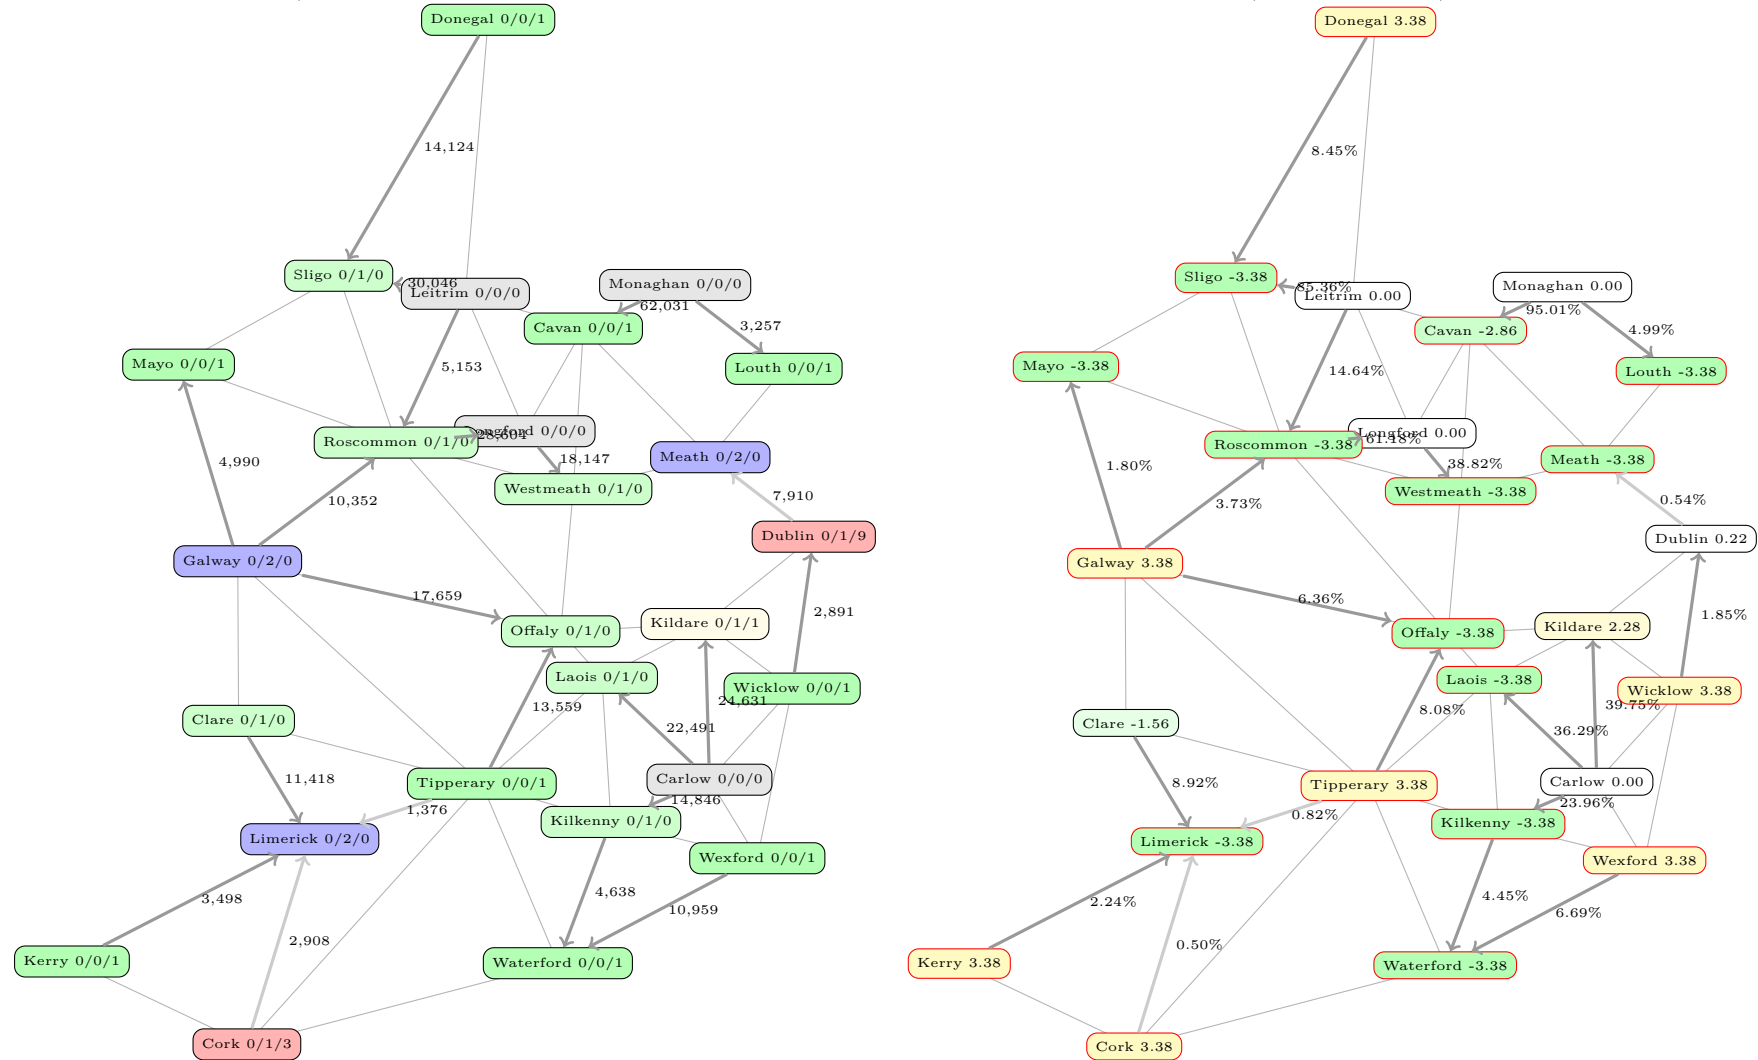 Donegal 0/0/1
14,124
Sligo 0/1/0
30,046
Leitrim 0/0/0
Monaghan 0/0/0
62,031
Cavan 0/0/1
3,257
Mayo 0/0/1
5,153
Louth 0/0/1
Roscommon 0/1/0
Longford 0/0/0
28,604
4,990
18,147
Meath 0/2/0
10,352
Westmeath 0/1/0
7,910
Dublin 0/1/9
Galway 0/2/0
17,659
2,891
Offaly 0/1/0
Kildare 0/1/1
Laois 0/1/0
Wicklow 0/0/1
24,631
13,559
Clare 0/1/0
22,491
11,418
Tipperary 0/0/1
Carlow 0/0/0
14,846
1,376
Kilkenny 0/1/0
Limerick 0/2/0
Wexford 0/0/1
3,498
4,638
10,959
2,908
Kerry 0/0/1
Waterford 0/0/1
Cork 0/1/3
Donegal 3.38
8.45%
Sligo -3.38
85.36%
Leitrim 0.00
Monaghan 0.00
95.01%
Cavan -2.86
4.99%
Mayo -3.38
14.64%
Louth -3.38
Roscommon -3.38
Longford 0.00
61.18%
1.80%
38.82%
Meath -3.38
3.73%
Westmeath -3.38
0.54%
Dublin 0.22
Galway 3.38
6.36%
1.85%
Offaly -3.38
Kildare 2.28
Laois -3.38
Wicklow 3.38
39.75%
8.08%
Clare -1.56
36.29%
8.92%
Tipperary 3.38
Carlow 0.00
23.96%
0.82%
Kilkenny -3.38
Limerick -3.38
Wexford 3.38
2.24%
4.45%
6.69%
0.50%
Kerry 3.38
Waterford -3.38
Cork 3.38